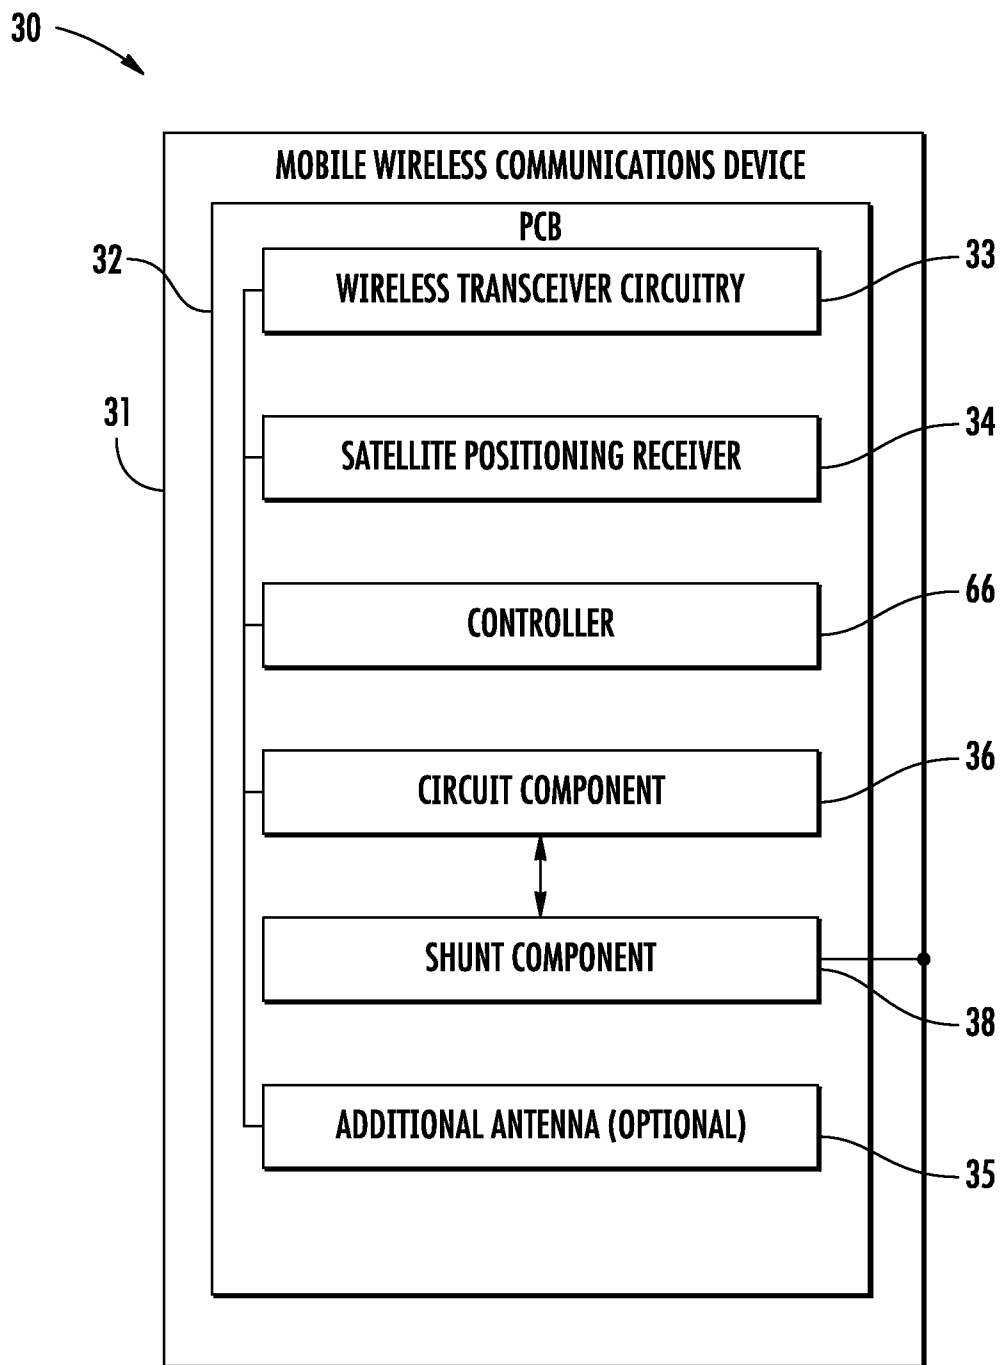 30
MOBILE WIRELESS COMMUNICATIONS DEVICE
PCB
32
WIRELESS TRANSCEIVER CIRCUITRY
33
31
SATELLITE POSITIONING RECEIVER
34
CONTROLLER
66
CIRCUIT COMPONENT
36
SHUNT COMPONENT
38
ADDITIONAL ANTENNA (OPTIONAL)
35